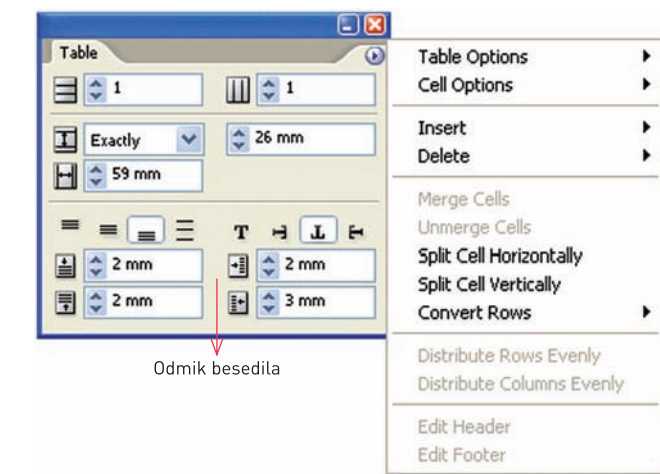 Table
1 1
Exactly 26 mm
59 mm
T T T T
2 mm 2 mm
2 mm 3 mm
Odmik besedila
Table Options
Cell Options
Insert
Delete
Merge Cells
Unmerge Cells
Split Cell Horizontally
Split Cell Vertically
Convert Rows
Distribute Rows Evenly
Distribute Columns Evenly
Edit Header
Edit Footer